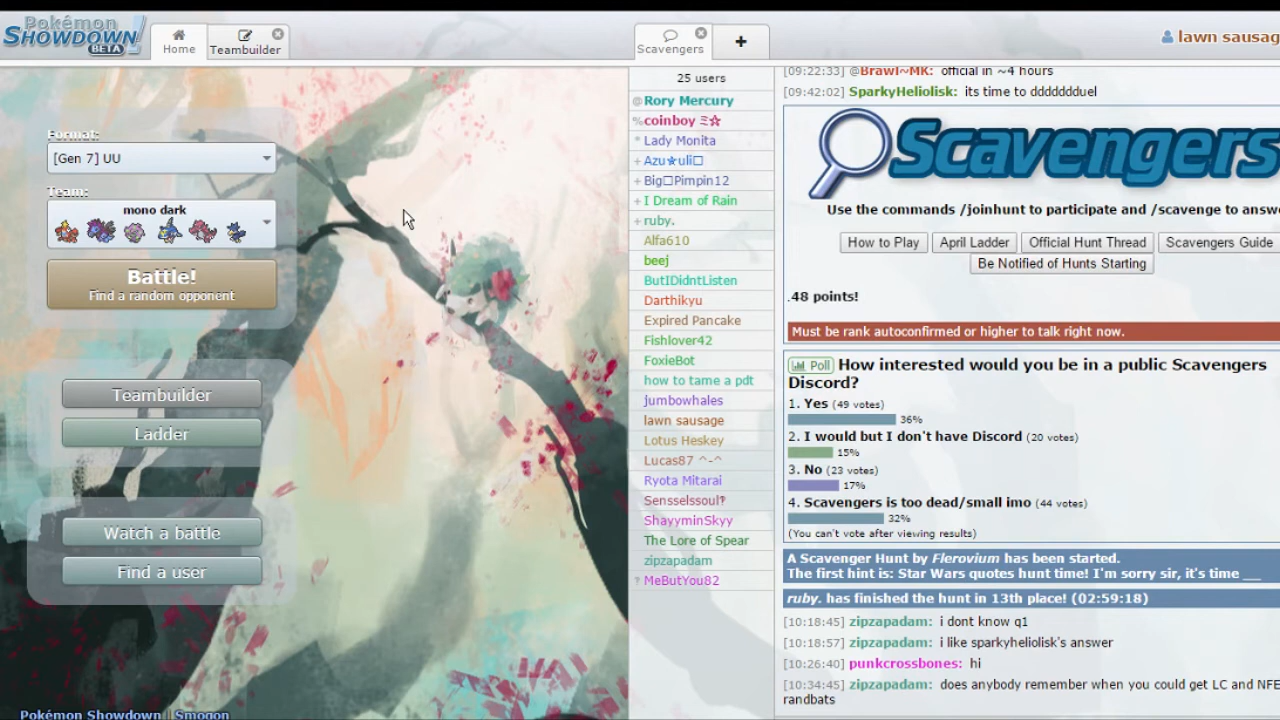 Pokémon
SHOWDOWN!
BETA
Home
Teambuilder
Scavengers
+
lawn sausag
Format:
[Gen 7] UU
Team:
mono dark
Battle!
Find a random opponent
Teambuilder
Ladder
Watch a battle
Find a user
Pokémon Showdown | Smogon
25 users
@Rory Mercury
%coinboy ミ☆
* Lady Monita
+ Azu★uli□
+ Big□Pimpin12
+ I Dream of Rain
+ ruby.
Alfa610
beej
ButIDidntListen
Darthikyu
Expired Pancake
Fishlover42
FoxieBot
how to tame a pdt
jumbowhales
lawn sausage
Lotus Heskey
Lucas87 ^-^
Ryota Mitarai
Sensselssoul‽
ShayyminSkyy
The Lore of Spear
zipzapadam
? MeButYou82
[09:22:33] @Brawl~MK: official in ~4 hours
[09:42:02] SparkyHeliolisk: its time to dddddddduel
Scavengers
Use the commands /joinhunt to participate and /scavenge to answe
How to Play April Ladder Official Hunt Thread Scavengers Guide
Be Notified of Hunts Starting
.48 points!
Must be rank autoconfirmed or higher to talk right now.
Poll How interested would you be in a public Scavengers
Discord?
1. Yes (49 votes)
36%
2. I would but I don't have Discord (20 votes)
15%
3. No (23 votes)
17%
4. Scavengers is too dead/small imo (44 votes)
32%
(You can't vote after viewing results)
A Scavenger Hunt by Flerovium has been started.
The first hint is: Star Wars quotes hunt time! I'm sorry sir, it's time ___
ruby. has finished the hunt in 13th place! (02:59:18)
[10:18:45] zipzapadam: i dont know q1
[10:18:57] zipzapadam: i like sparkyheliolisk's answer
[10:26:40] punkcrossbones: hi
[10:34:45] zipzapadam: does anybody remember when you could get LC and NFE
randbats